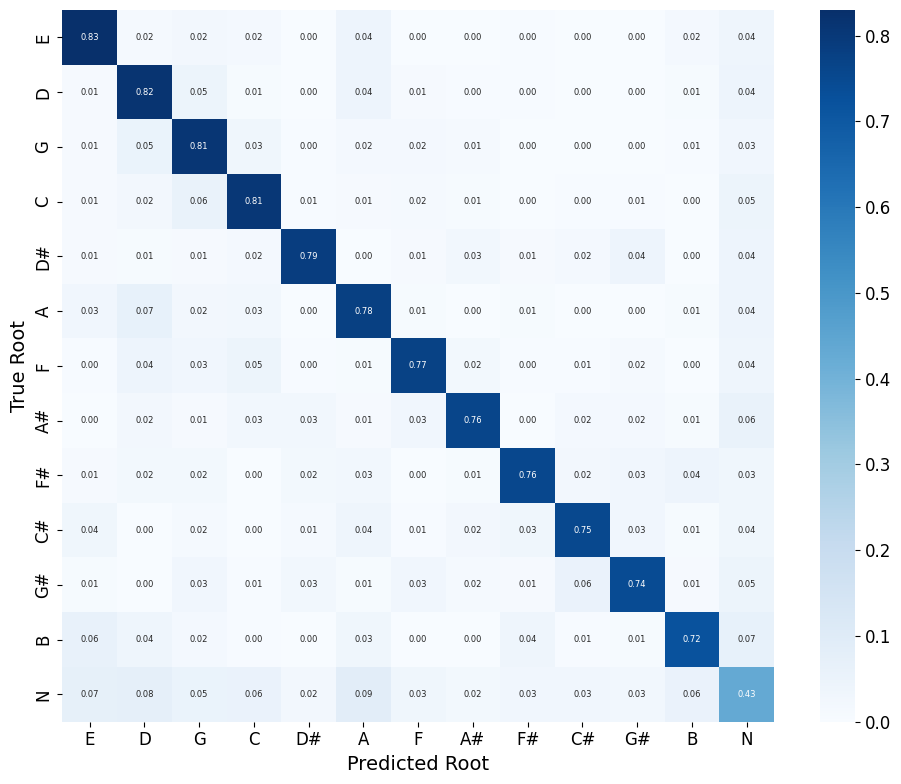 E 0.83 0.02 0.02 0.02 0.00 0.04 0.00 0.00 0.00 0.00 0.00 0.02 0.04
D 0.01 0.82 0.05 0.01 0.00 0.04 0.01 0.00 0.00 0.00 0.00 0.01 0.04
G 0.01 0.05 0.81 0.03 0.00 0.02 0.02 0.01 0.00 0.00 0.00 0.01 0.03
C 0.01 0.02 0.06 0.81 0.01 0.01 0.02 0.01 0.00 0.00 0.01 0.00 0.05
D# 0.01 0.01 0.01 0.02 0.79 0.00 0.01 0.03 0.01 0.02 0.04 0.00 0.04
A 0.03 0.07 0.02 0.03 0.00 0.78 0.01 0.00 0.01 0.00 0.00 0.01 0.04
F 0.00 0.04 0.03 0.05 0.00 0.01 0.77 0.02 0.00 0.01 0.02 0.00 0.04
A# 0.00 0.02 0.01 0.03 0.03 0.01 0.03 0.76 0.00 0.02 0.02 0.01 0.06
F# 0.01 0.02 0.02 0.00 0.02 0.03 0.00 0.01 0.76 0.02 0.03 0.04 0.03
C# 0.04 0.00 0.02 0.00 0.01 0.04 0.01 0.02 0.03 0.75 0.03 0.01 0.04
G# 0.01 0.00 0.03 0.01 0.03 0.01 0.03 0.02 0.01 0.06 0.74 0.01 0.05
B 0.06 0.04 0.02 0.00 0.00 0.03 0.00 0.00 0.04 0.01 0.01 0.72 0.07
N 0.07 0.08 0.05 0.06 0.02 0.09 0.03 0.02 0.03 0.03 0.03 0.06 0.43
E D G C D# A F A# F# C# G# B N
Predicted Root
True Root
0.8
0.7
0.6
0.5
0.4
0.3
0.2
0.1
0.0